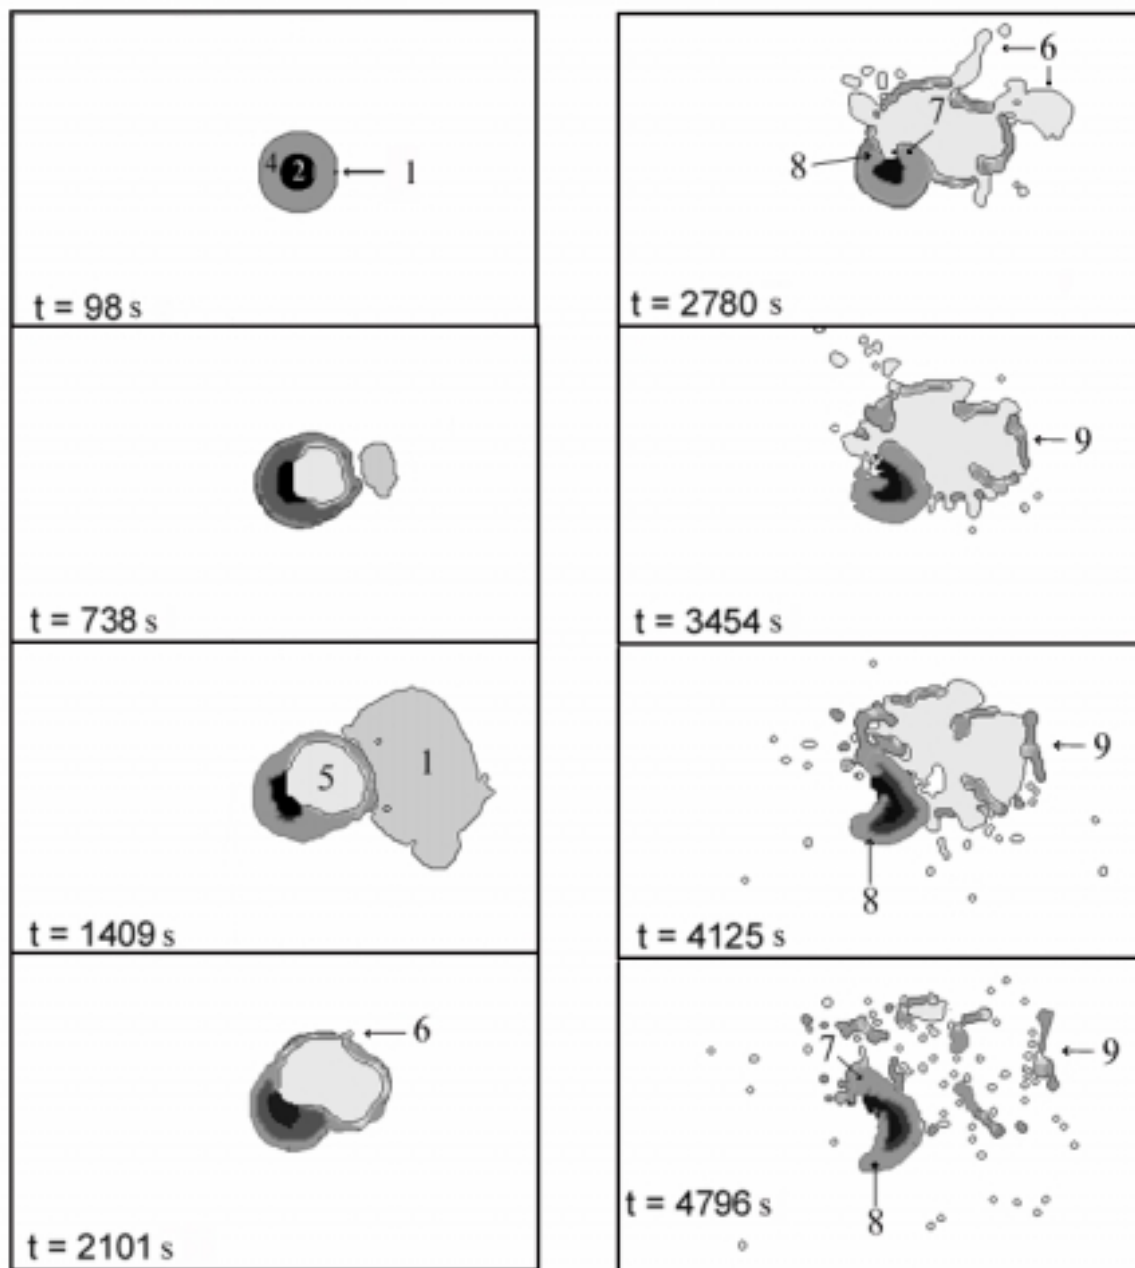 4 2 1
t = 98 s
t = 738 s
5 1
t = 1409 s
6
t = 2101 s
6
7
8
t = 2780 s
9
t = 3454 s
9
8
t = 4125 s
7 9
8
t = 4796 s